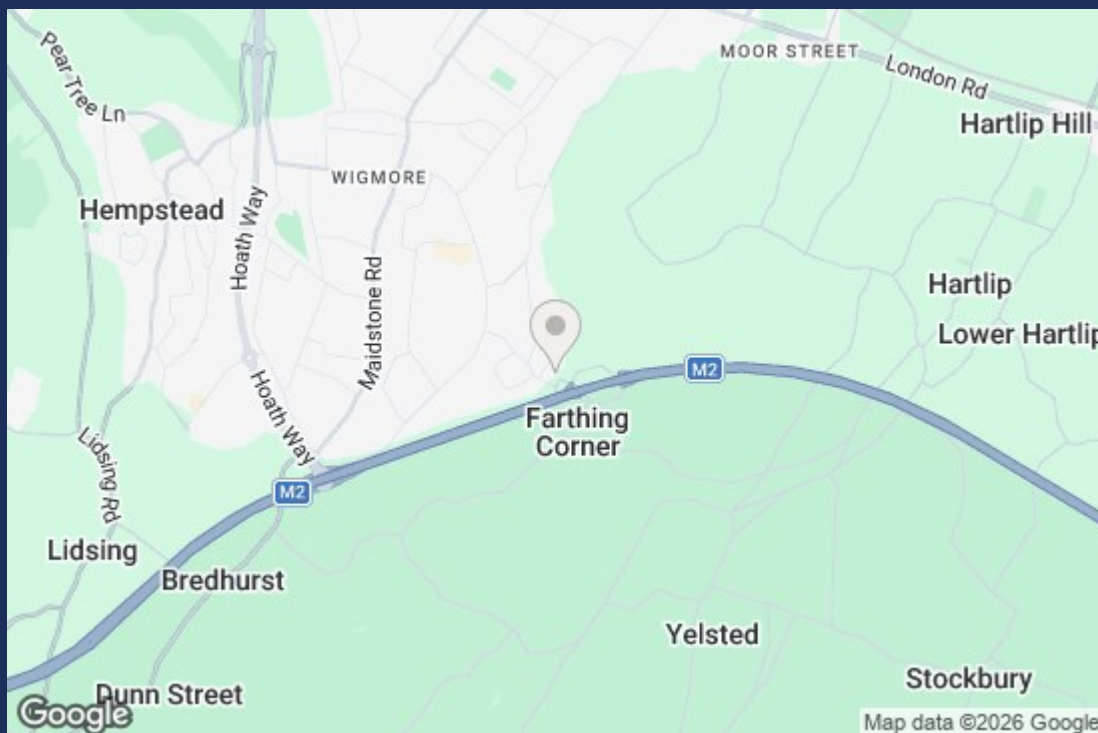 Pear Tree Ln
MOOR STREET
London Rd
Hartlip Hill
WIGMORE
Hempstead
Hoath Way
Maidstone Rd
Hartlip
Lower Hartlip
M2
Hoath Way
Farthing
Corner
Lidsing Rd
M2
Lidsing
Bredhurst
Yelsted
Stockbury
Dunn Street
Google
Map data ©2026 Google